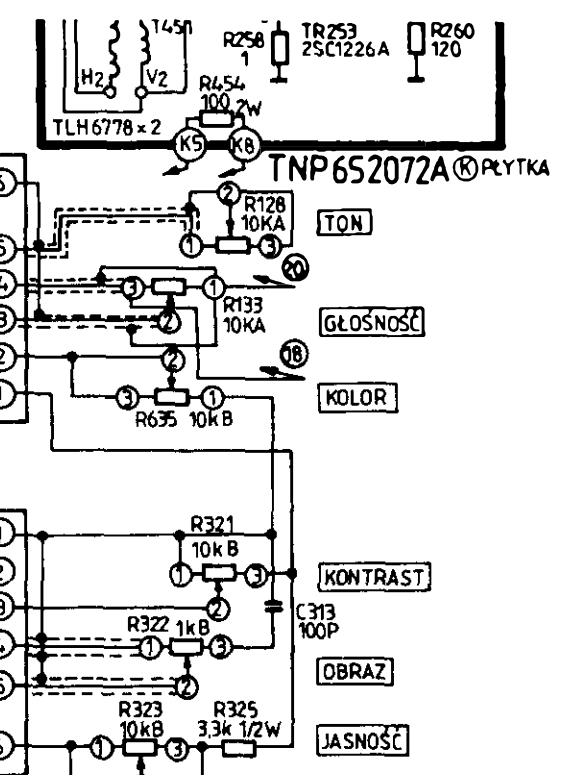 R258
1
TR253
2SC1226A
R260
120
H2
V2
R454
100
2W
TLH6778×2
K5
K8
TNP652072A Ⓚ PŁYTKA
2
R128
10KA
TON
1
3
20
3
1
R133
10KA
2
GŁOŚNOŚĆ
18
2
3
1
KOLOR
R635 10kB
R321
10kB
1
3
KONTRAST
2
C313
100P
R322
1kB
1
3
OBRAZ
2
R323
10kB
R325
3,3k 1/2W
1
3
JASNOŚĆ